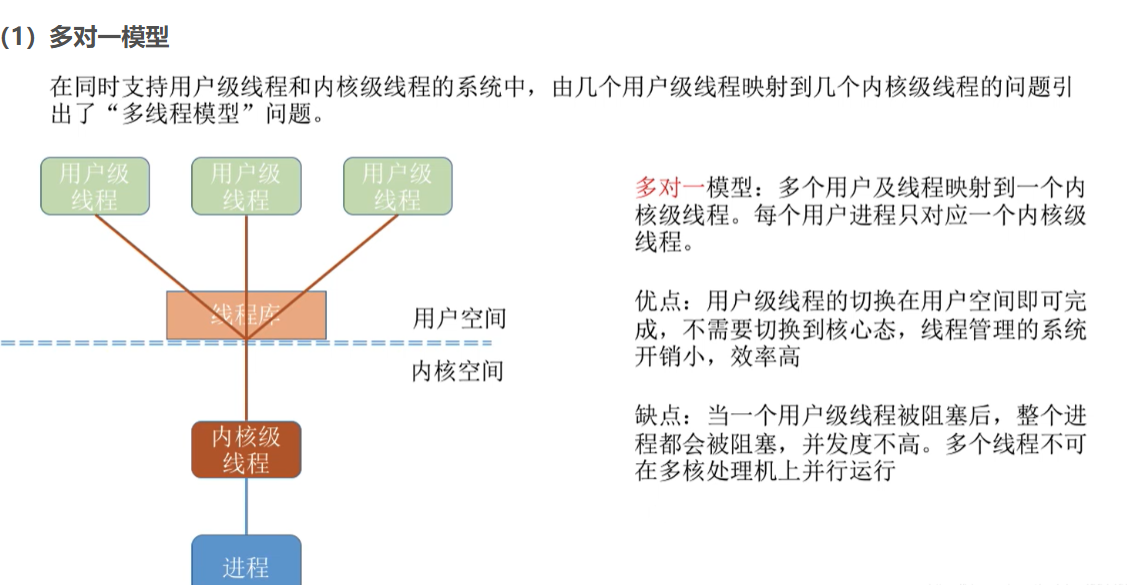 (1) 多对一模型
在同时支持用户级线程和内核级线程的系统中，由几个用户级线程映射到几个内核级线程的问题引
出了“多线程模型”问题。
用户级
线程
用户级
线程
用户级
线程
线程库
用户空间
内核空间
内核级
线程
进程
多对一模型：多个用户及线程映射到一个内
核级线程。每个用户进程只对应一个内核级
线程。
优点：用户级线程的切换在用户空间即可完
成，不需要切换到核心态，线程管理的系统
开销小，效率高
缺点：当一个用户级线程被阻塞后，整个进
程都会被阻塞，并发度不高。多个线程不可
在多核处理机上并行运行